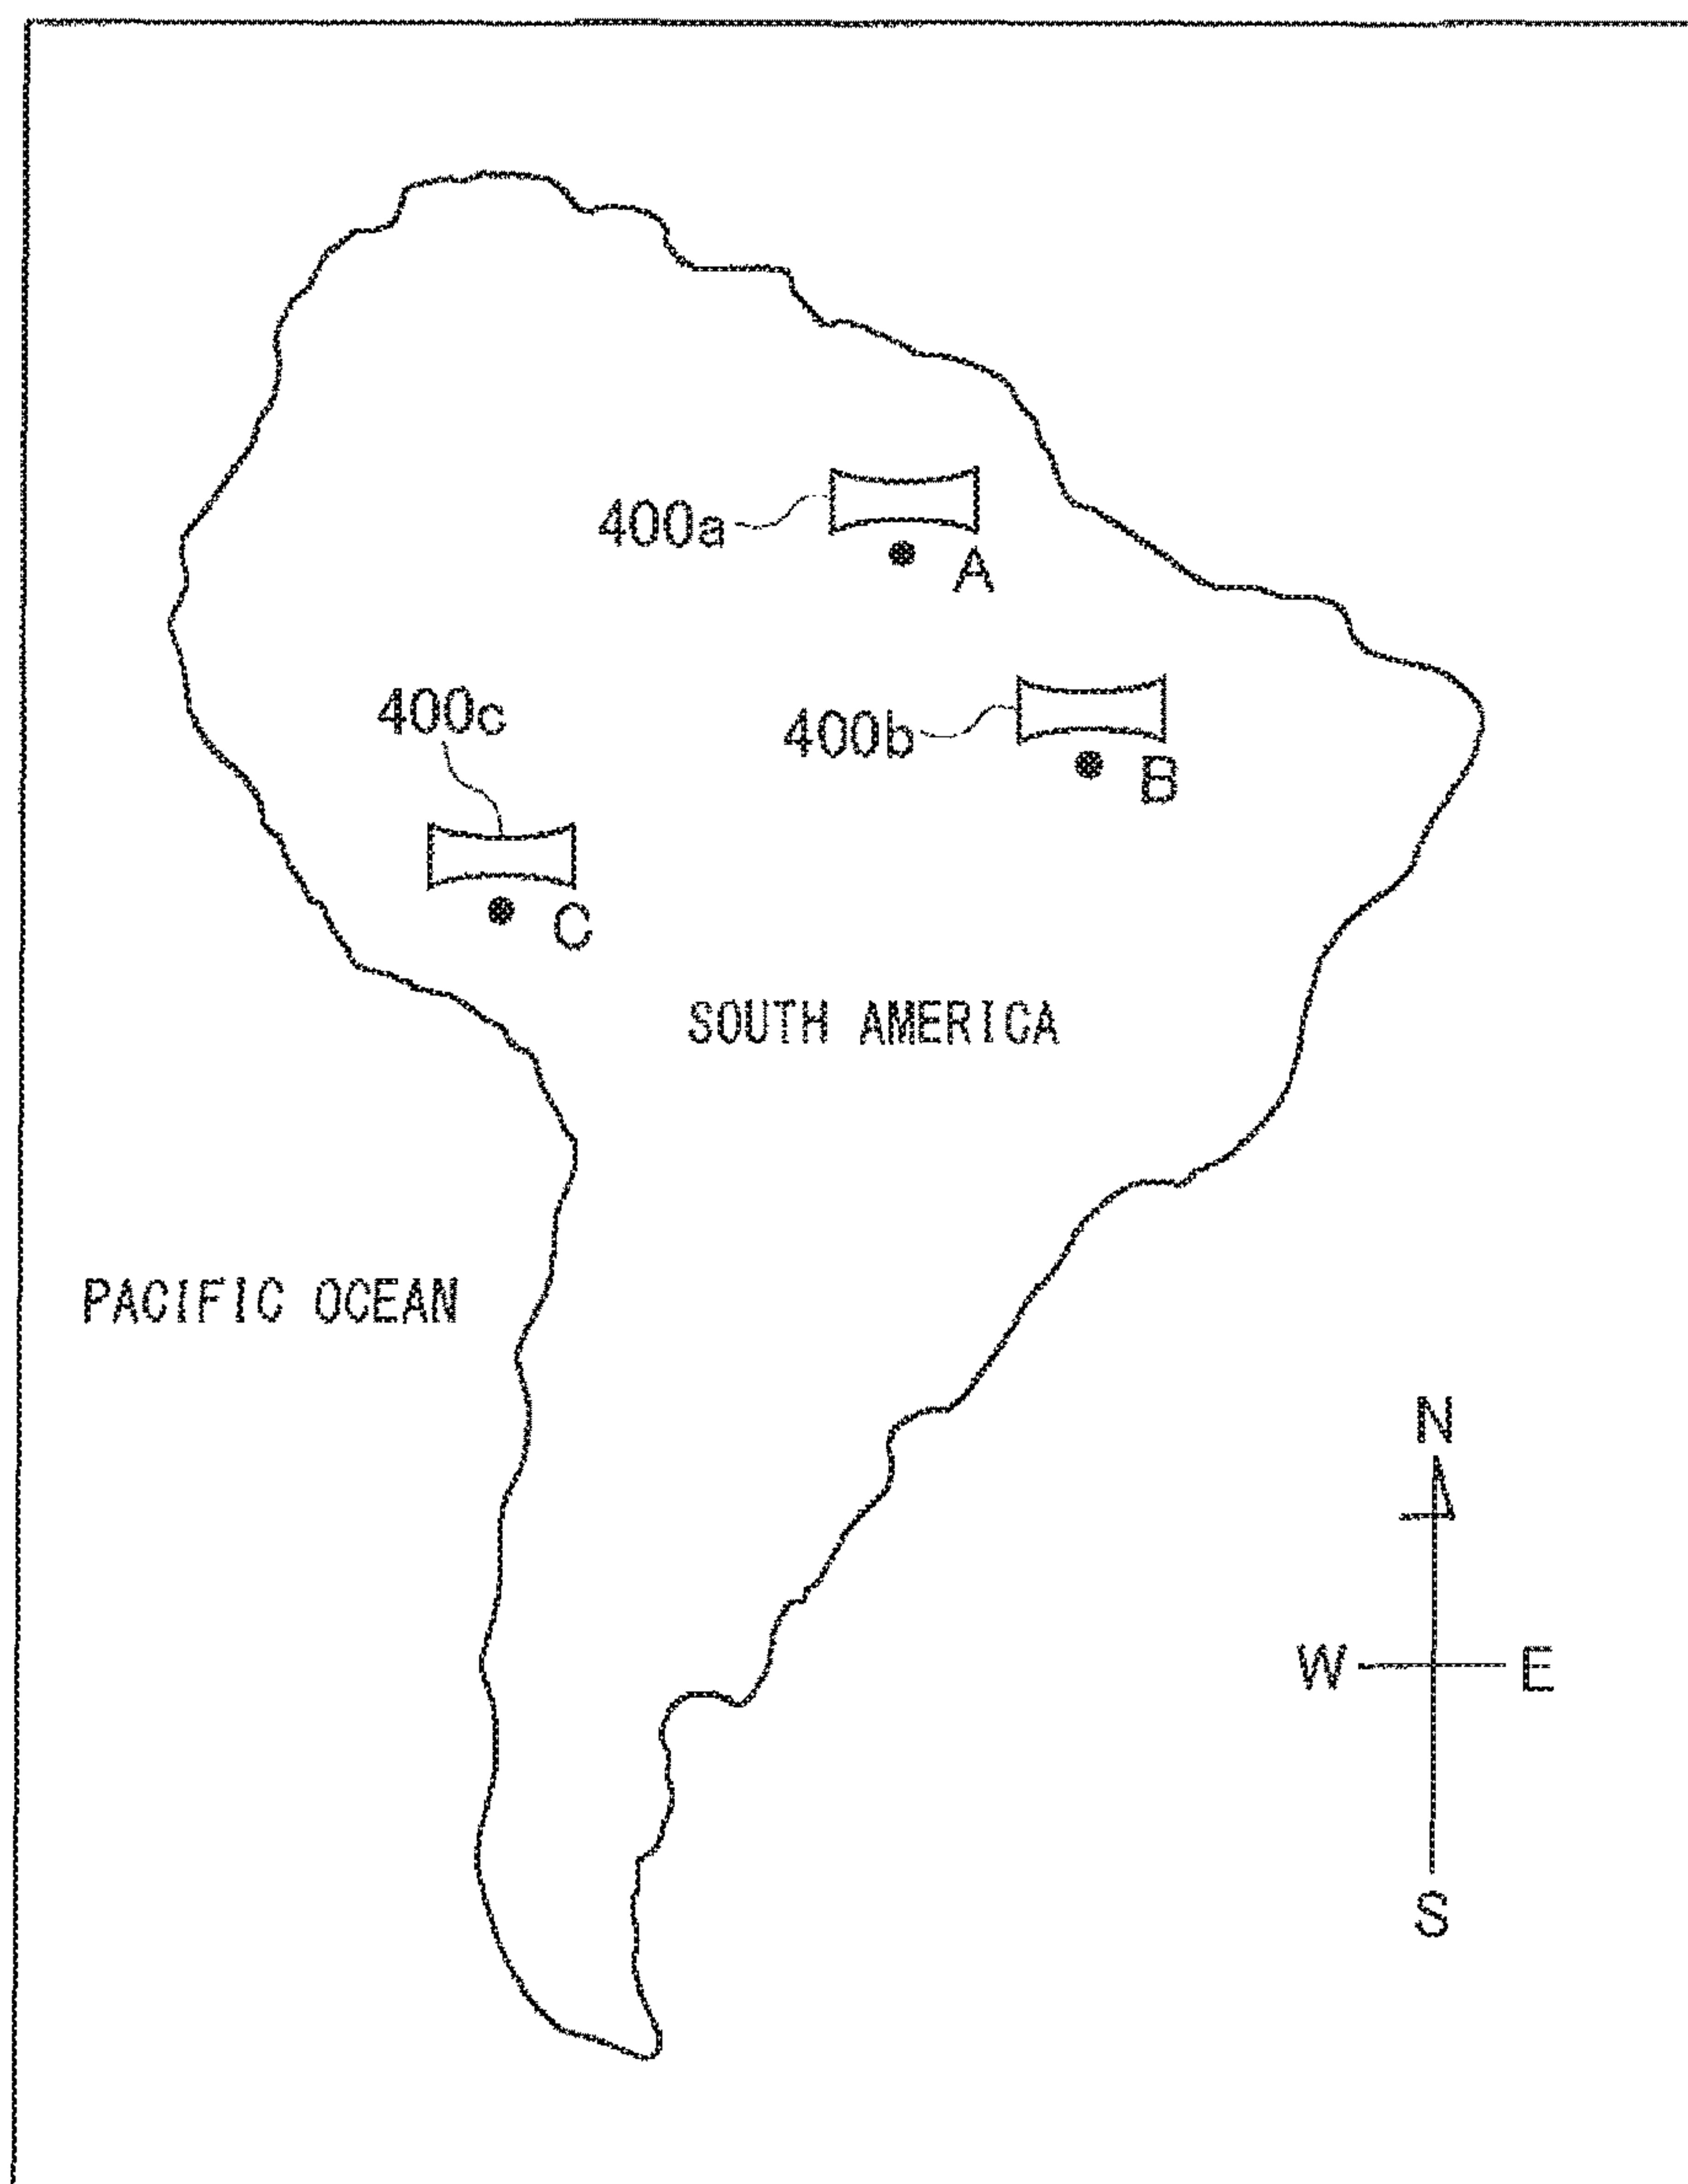 400a
A
400c
400b
B
C
SOUTH AMERICA
PACIFIC OCEAN
N
W E
S